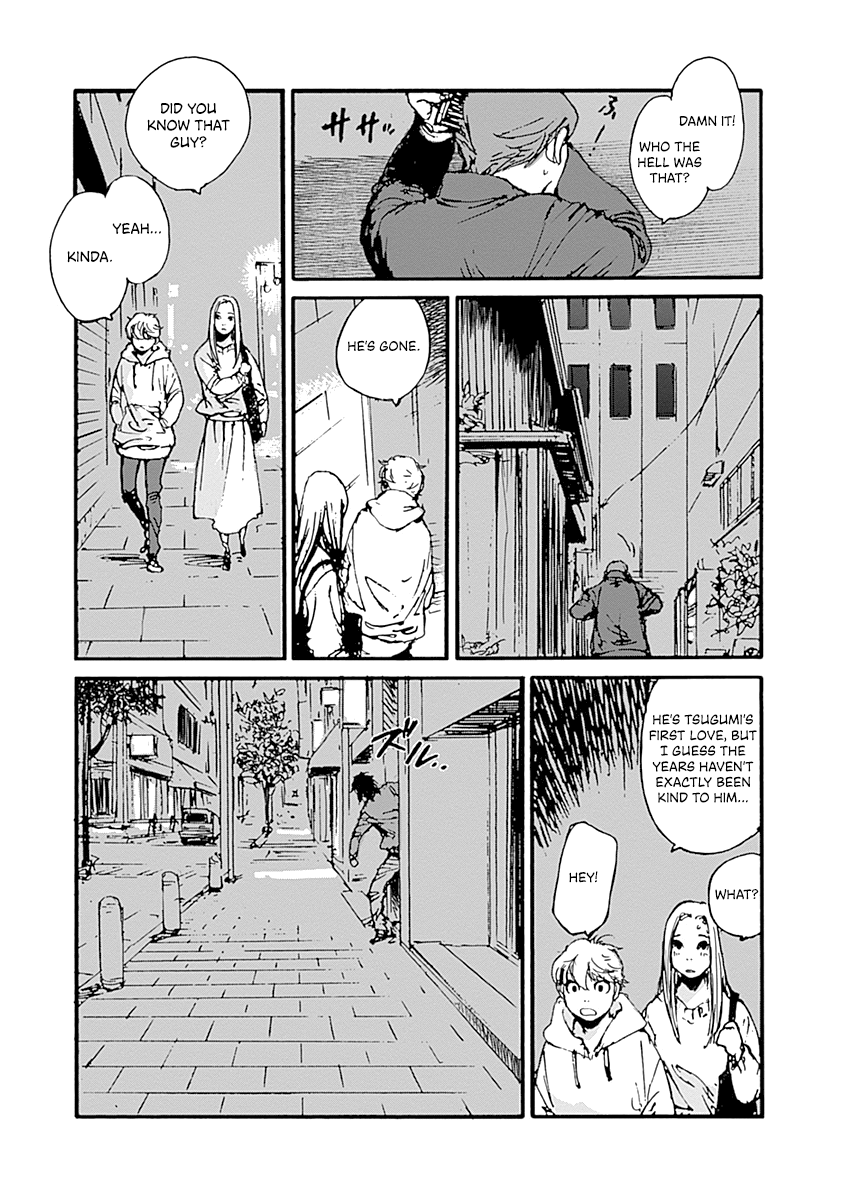 DAMN IT!
WHO THE
HELL WAS
THAT?
ふ
ササ"
HE'S GONE.
DID YOU
KNOW THAT
GUY?
YEAH...
KINDA.
HE'S TSUGUMI'S
FIRST LOVE, BUT
I GUESS THE
YEARS HAVEN'T
EXACTLY BEEN
KIND TO HIM...
WHAT?
HEY!
ズル..